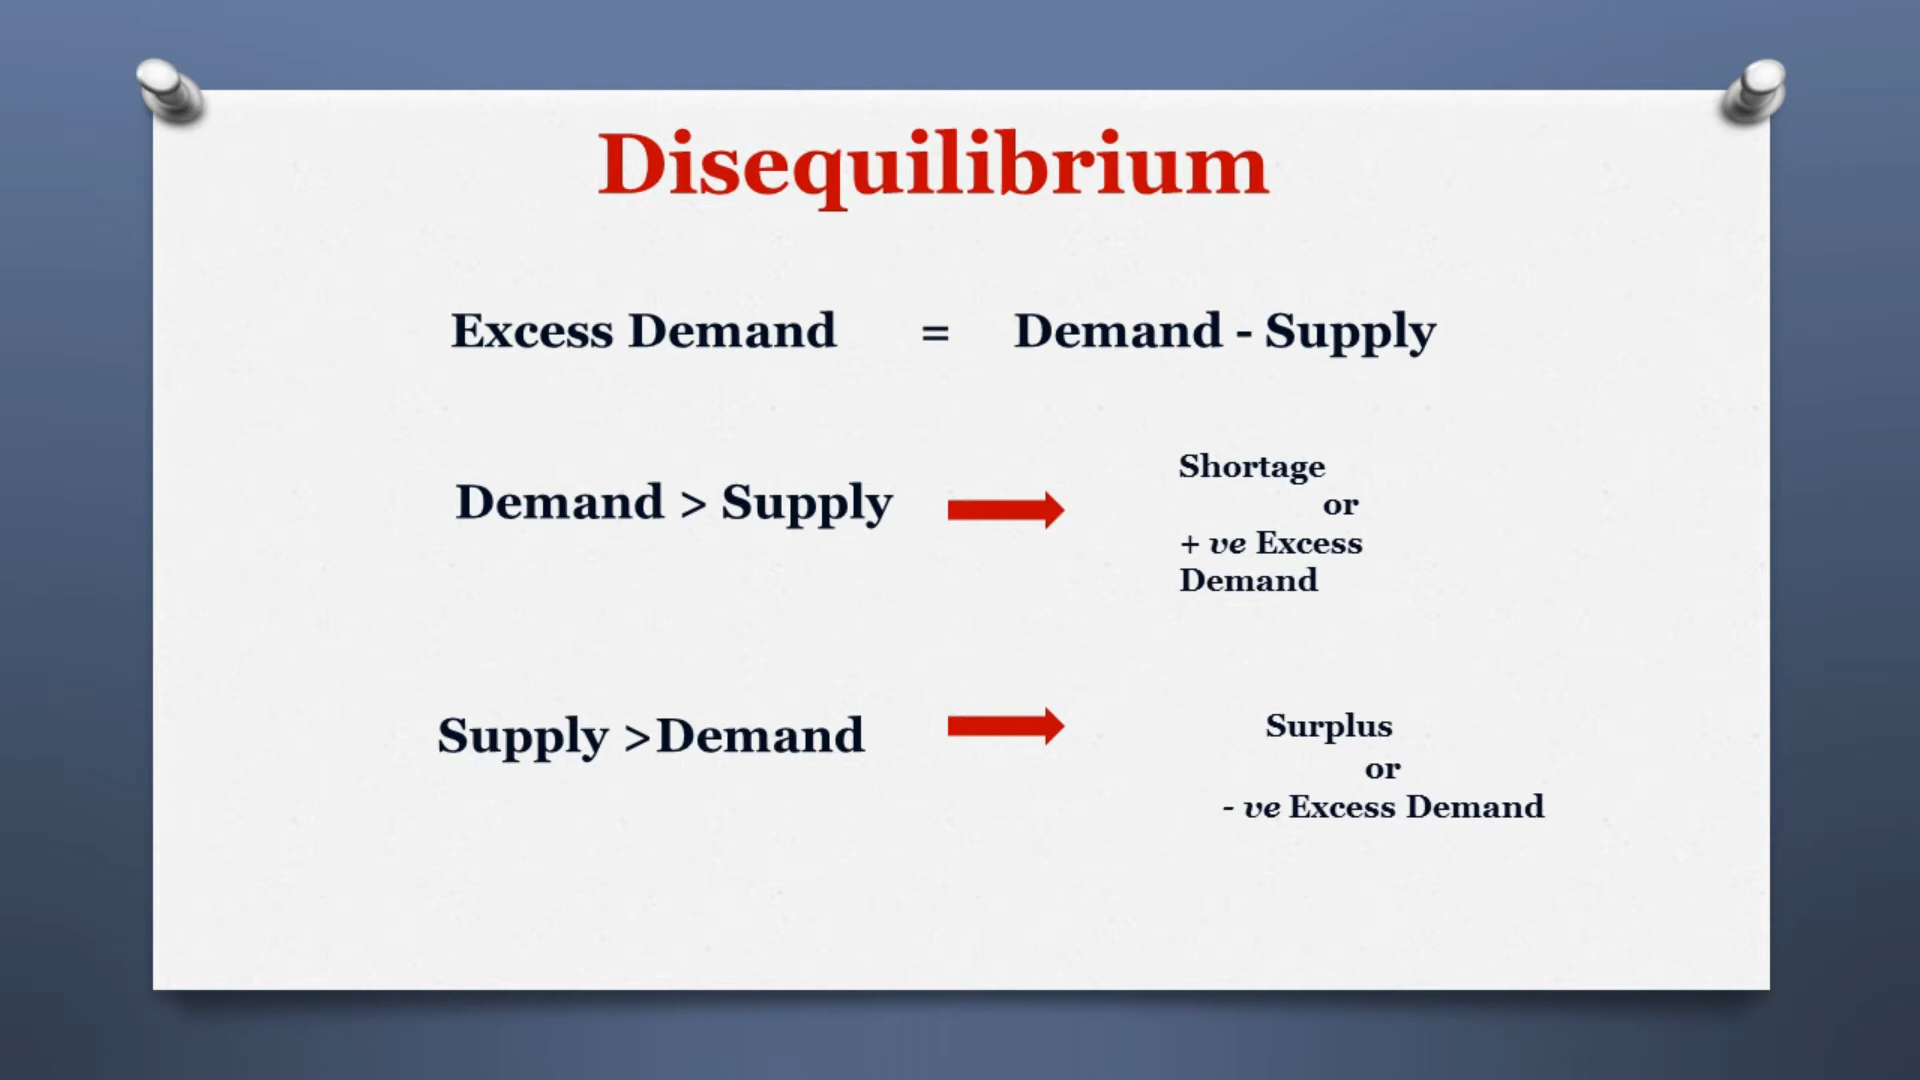 Disequilibrium
Excess Demand = Demand - Supply
Demand > Supply
Shortage
or
+ ve Excess
Demand
Supply >Demand
Surplus
or
- ve Excess Demand